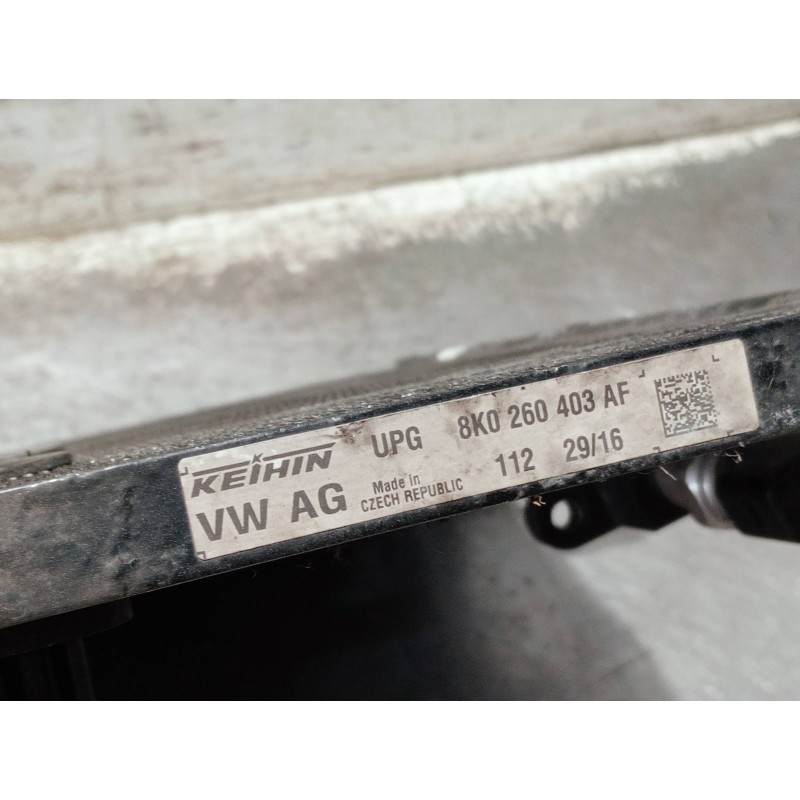 KEIHIN UPG 8K0 260 403 AF
VW AG Made in CZECH REPUBLIC 112 29/16